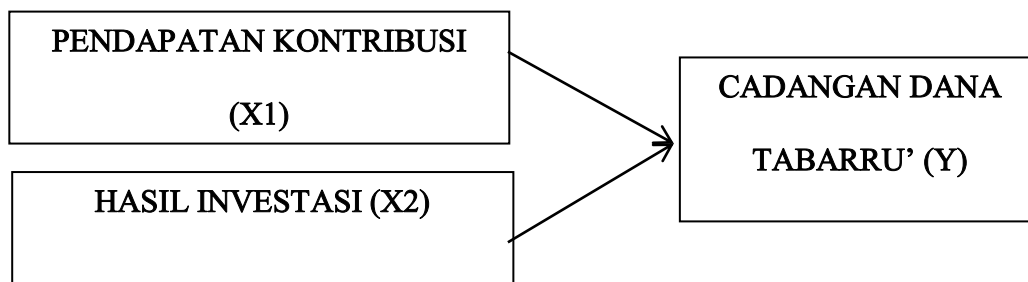 PENDAPATAN KONTRIBUSI
(X1)
HASIL INVESTASI (X2)
CADANGAN DANA
TABARRU’ (Y)